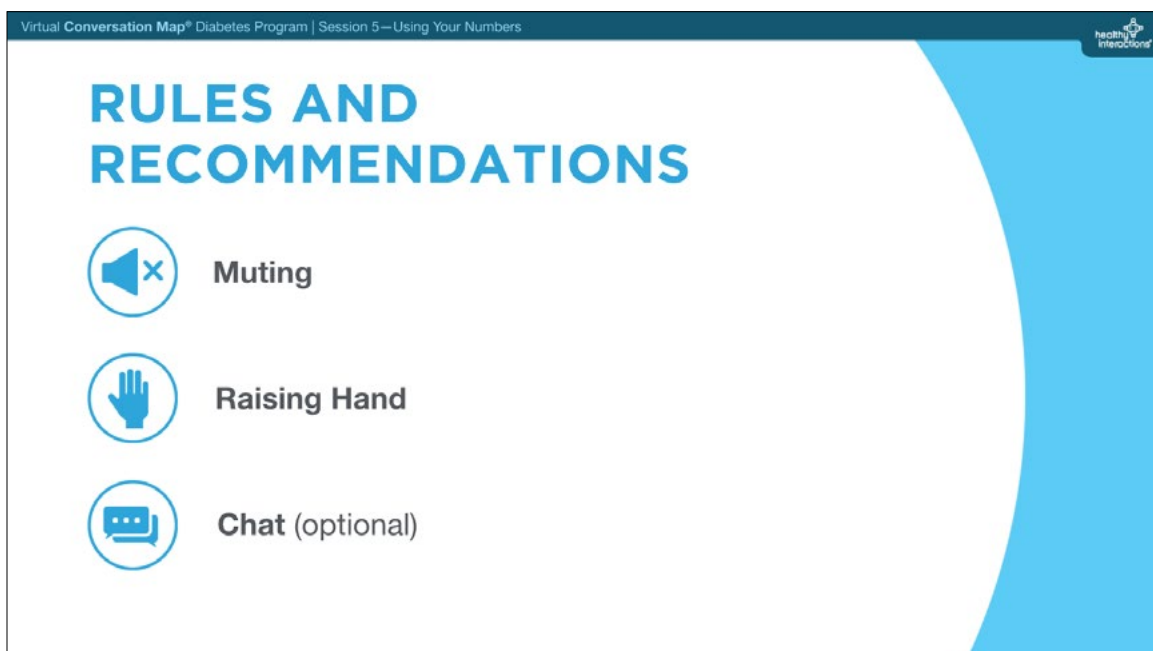 Virtual Conversation Map® Diabetes Program | Session 5—Using Your Numbers
healthy
interactions®
RULES AND
RECOMMENDATIONS
Muting
Raising Hand
Chat (optional)